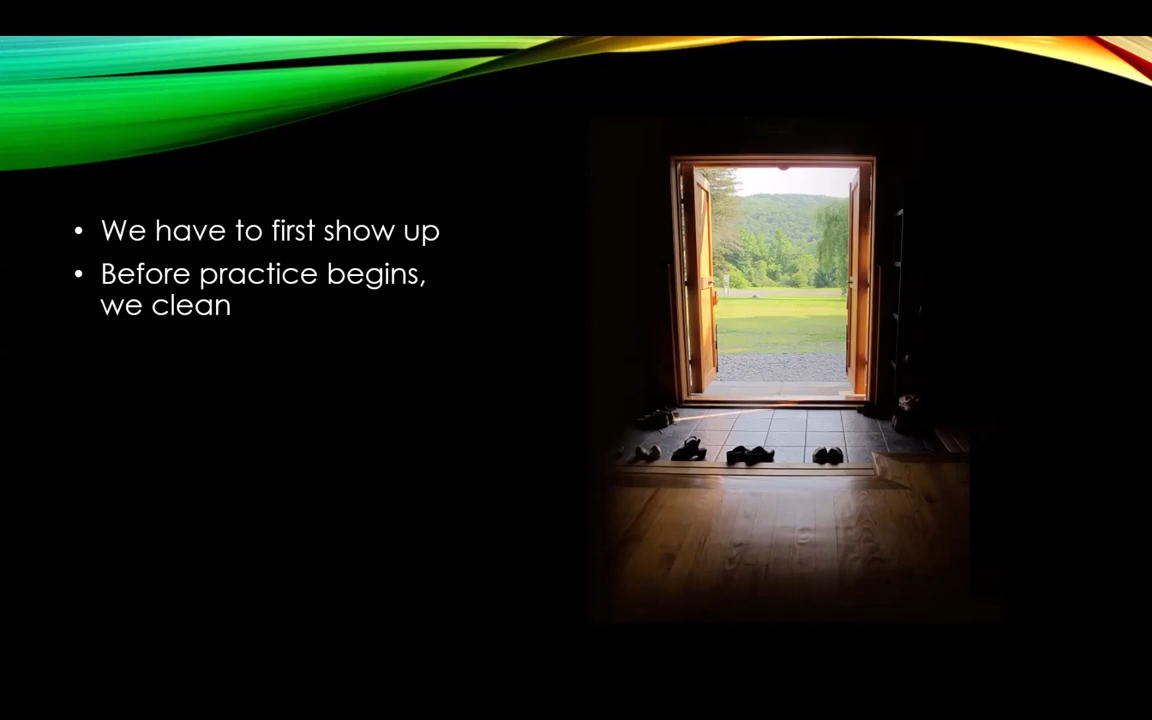 • We have to first show up
• Before practice begins,
we clean